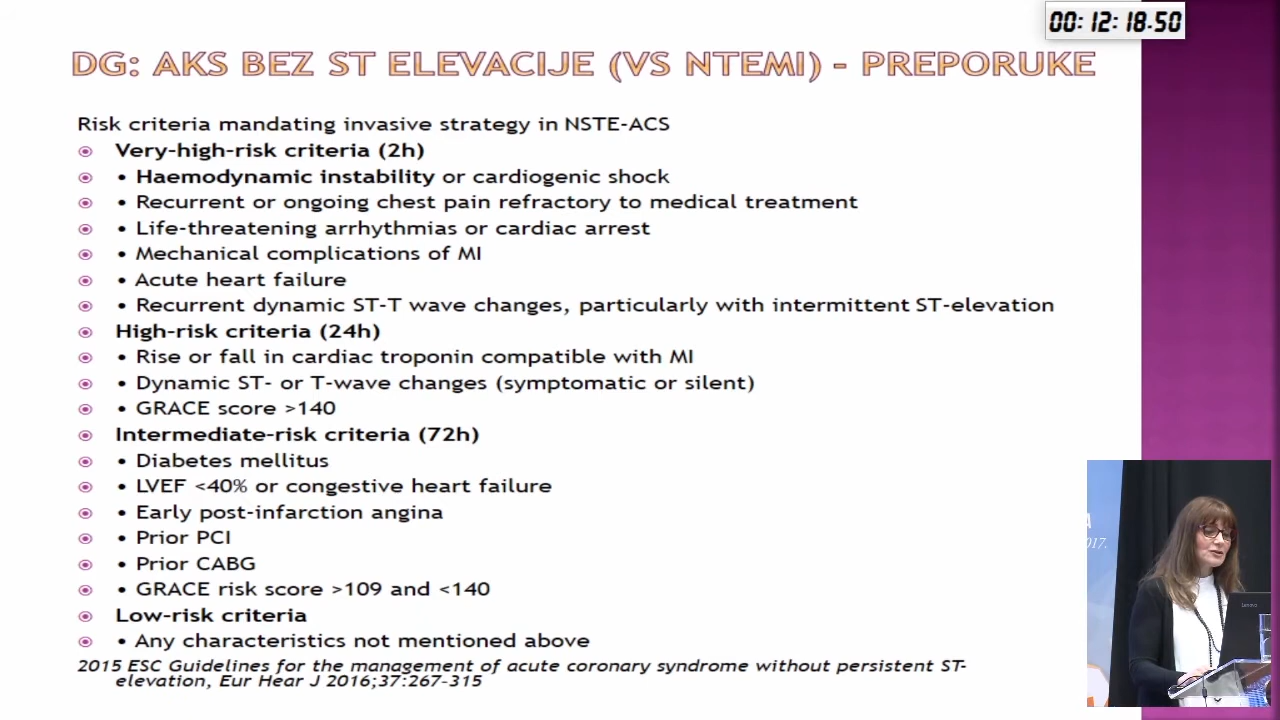 00:12:18.50
DG: AKS BEZ ST ELEVACIJE (VS NTEMI) - PREPORUKE
Risk criteria mandating invasive strategy in NSTE-ACS
Very-high-risk criteria (2h)
• Haemodynamic instability or cardiogenic shock
• Recurrent or ongoing chest pain refractory to medical treatment
• Life-threatening arrhythmias or cardiac arrest
• Mechanical complications of MI
• Acute heart failure
• Recurrent dynamic ST-T wave changes, particularly with intermittent ST-elevation
High-risk criteria (24h)
• Rise or fall in cardiac troponin compatible with MI
• Dynamic ST- or T-wave changes (symptomatic or silent)
• GRACE score >140
Intermediate-risk criteria (72h)
• Diabetes mellitus
• LVEF <40% or congestive heart failure
• Early post-infarction angina
• Prior PCI
• Prior CABG
• GRACE risk score >109 and <140
Low-risk criteria
• Any characteristics not mentioned above
2015 ESC Guidelines for the management of acute coronary syndrome without persistent ST-
elevation, Eur Hear J 2016;37:267-315
A
017.
Lenovo